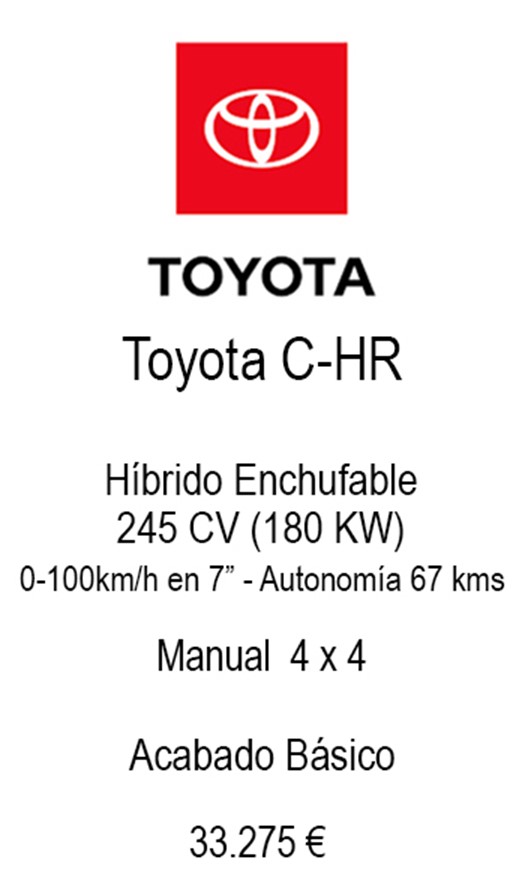 TOYOTA
Toyota C-HR
Híbrido Enchufable
245 CV (180 KW)
0-100km/h en 7” - Autonomía 67 kms
Manual 4 x 4
Acabado Básico
33.275 €